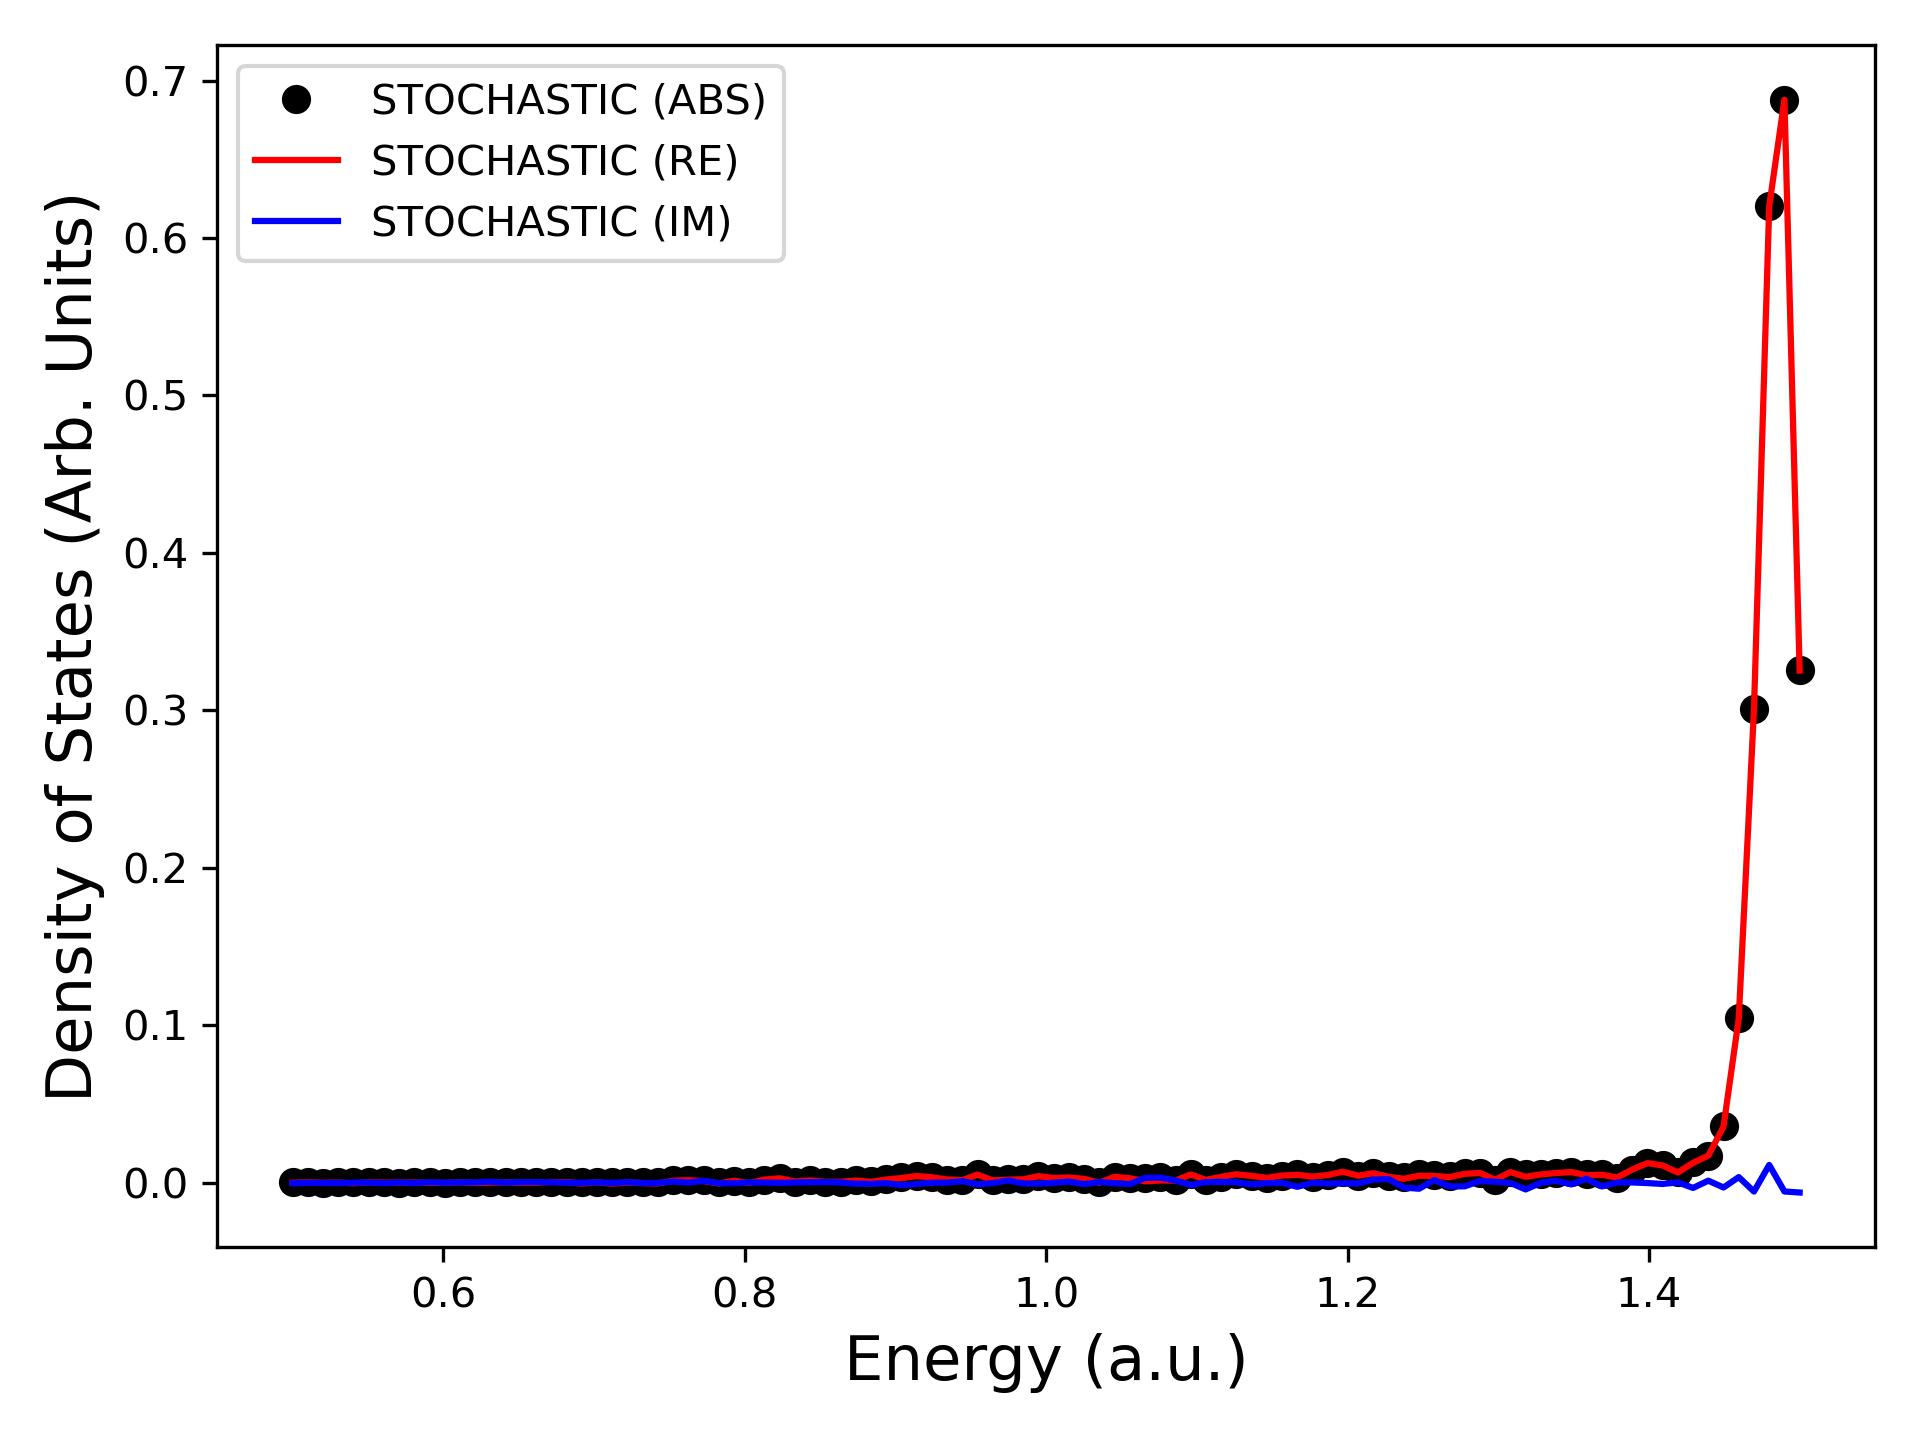 STOCHASTIC (ABS)
STOCHASTIC (RE)
STOCHASTIC (IM)
Density of States (Arb. Units)
0.7
0.6
0.5
0.4
0.3
0.2
0.1
0.0
0.6 0.8 1.0 1.2 1.4
Energy (a.u.)